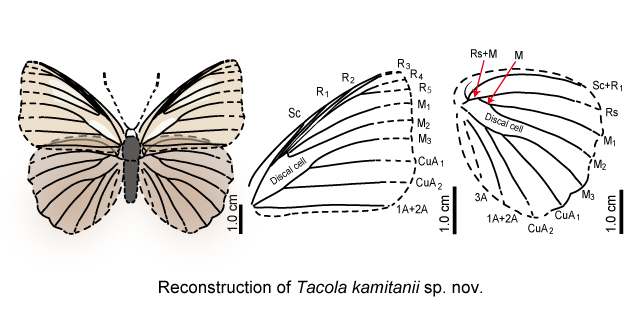 Rs+M
M
R3
R4
R2
R5
R1
M1
Sc
M2
M3
Discal cell
CuA1
CuA2
1A+2A
1.0 cm
1.0 cm
Sc+R1
Rs
Discal cell
M1
M2
M3
3A
1A+2A
CuA1
CuA2
1.0 cm
Reconstruction of Tacola kamitanii sp. nov.